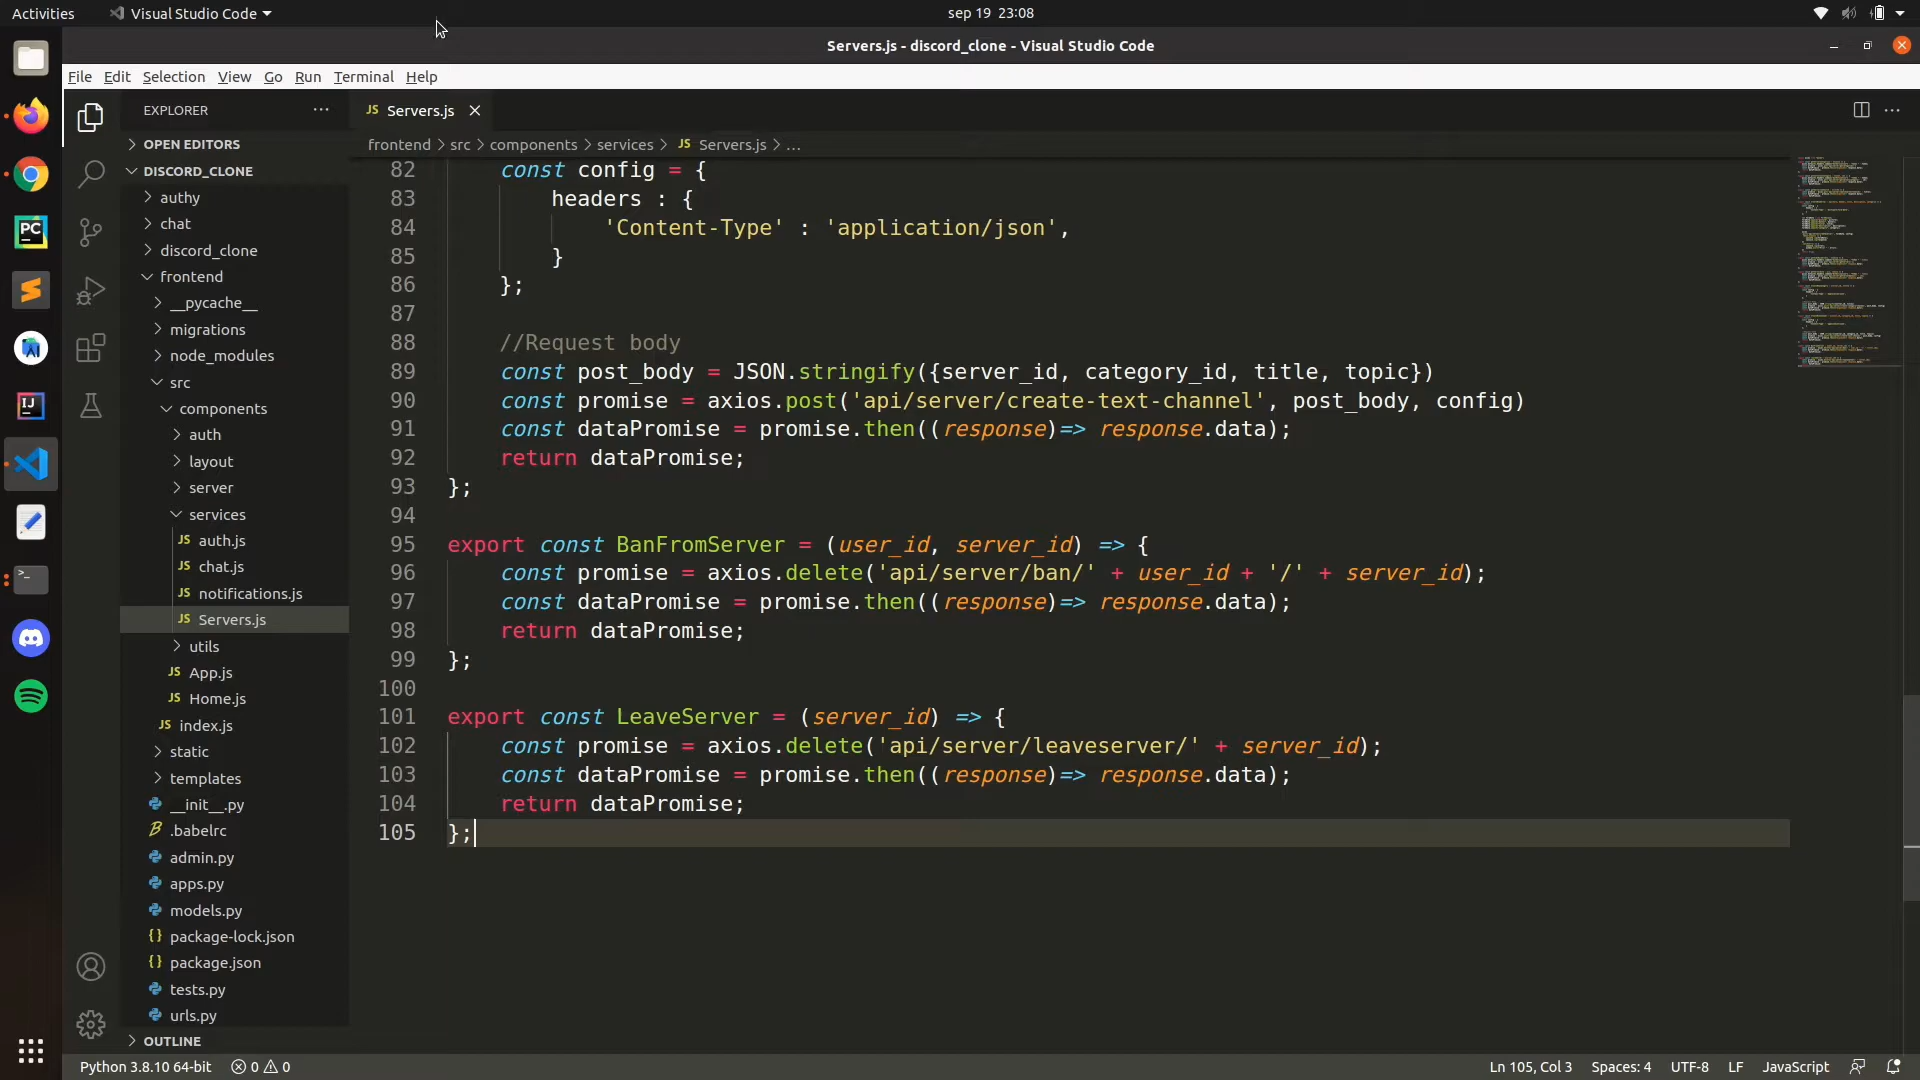 Activities
Visual Studio Code
sep 19 23:08
Servers.js - discord_clone - Visual Studio Code
File Edit Selection View Go Run Terminal Help
EXPLORER
OPEN EDITORS
DISCORD_CLONE
authy
chat
discord_clone
frontend
__pycache__
migrations
node_modules
src
components
auth
layout
server
services
JS auth.js
JS chat.js
JS notifications.js
JS Servers.js
utils
JS App.js
JS Home.js
JS index.js
static
templates
__init__.py
.babelrc
admin.py
apps.py
models.py
{} package-lock.json
{} package.json
tests.py
urls.py
OUTLINE
JS Servers.js
frontend > src > components > services > JS Servers.js > ...
82 const config = {
83 headers : {
84 'Content-Type' : 'application/json',
85 }
86 };
87
88 //Request body
89 const post_body = JSON.stringify({server_id, category_id, title, topic})
90 const promise = axios.post('api/server/create-text-channel', post_body, config)
91 const dataPromise = promise.then((response)=> response.data);
92 return dataPromise;
93 };
94
95 export const BanFromServer = (user_id, server_id) => {
96 const promise = axios.delete('api/server/ban/' + user_id + '/' + server_id);
97 const dataPromise = promise.then((response)=> response.data);
98 return dataPromise;
99 };
100
101 export const LeaveServer = (server_id) => {
102 const promise = axios.delete('api/server/leaveserver/' + server_id);
103 const dataPromise = promise.then((response)=> response.data);
104 return dataPromise;
105 };
Python 3.8.10 64-bit 0 0 Ln 105, Col 3 Spaces: 4 UTF-8 LF JavaScript